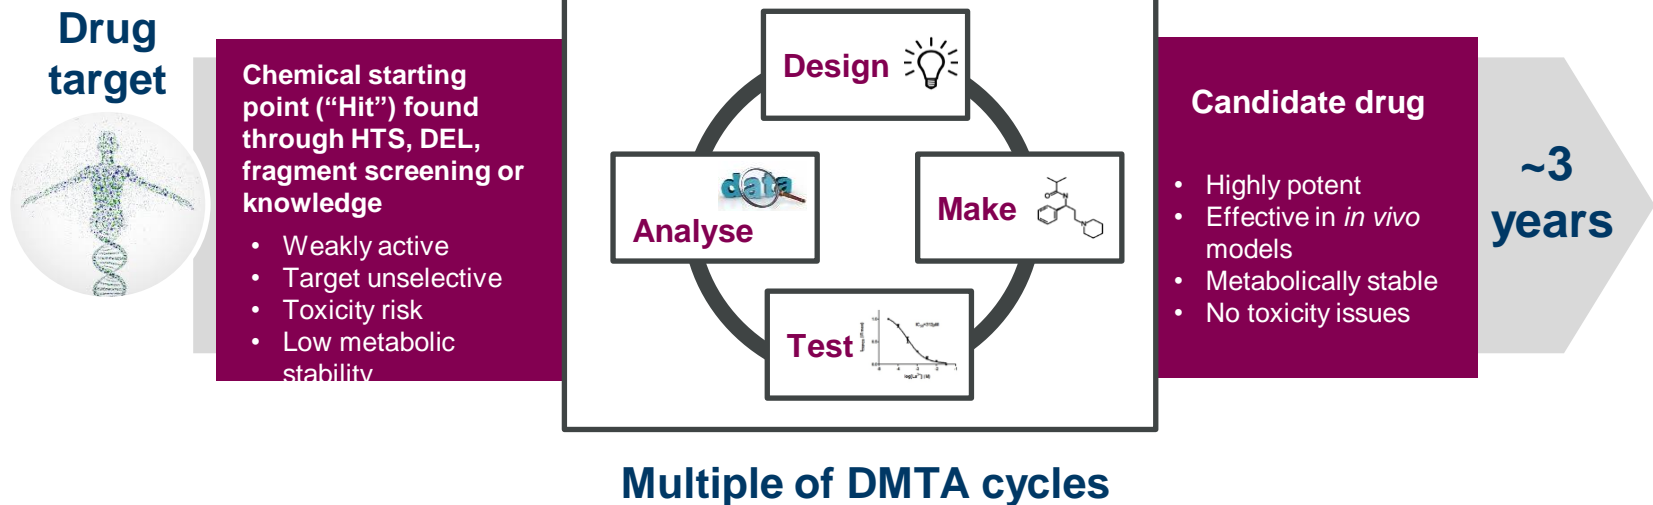 Drug
target
Chemical starting
point (“Hit”) found
through HTS, DEL,
fragment screening or
knowledge
• Weakly active
• Target unselective
• Toxicity risk
• Low metabolic
stability
Design
Make
Test
Analyse
data
log[La³⁺] (M)
Candidate drug
• Highly potent
• Effective in in vivo
models
• Metabolically stable
• No toxicity issues
~3
years
Multiple of DMTA cycles